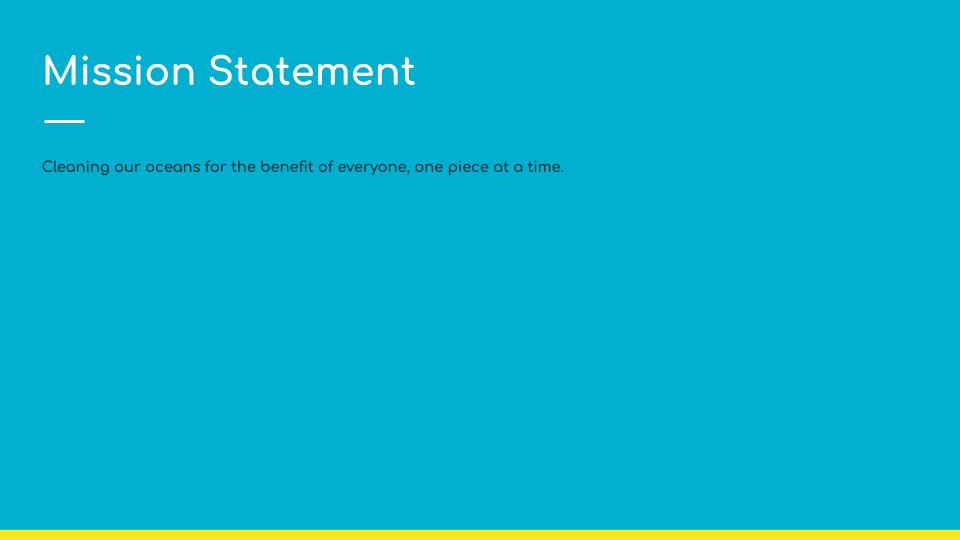 Mission Statement
Cleaning our oceans for the benefit of everyone, one piece at a time.